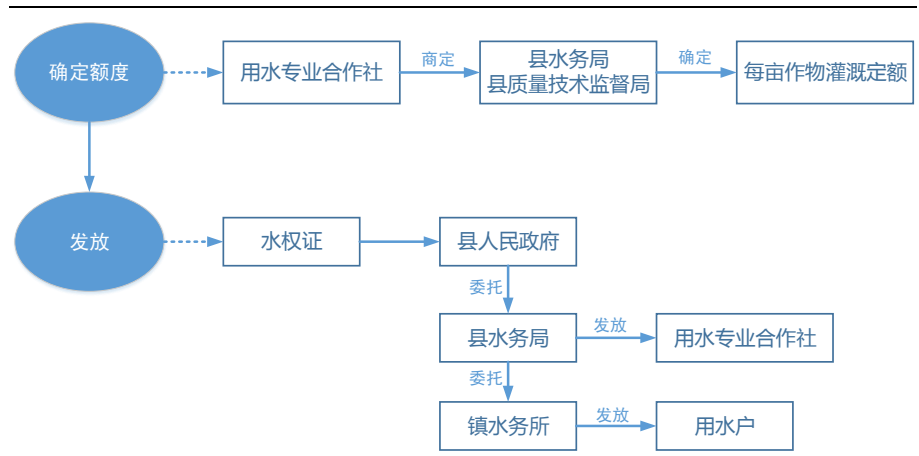 确定额度
用水专业合作社
商定
县水务局
县质量技术监督局
确定
每亩作物灌溉定额
发放
水权证
县人民政府
委托
县水务局
发放
用水专业合作社
委托
镇水务所
发放
用水户